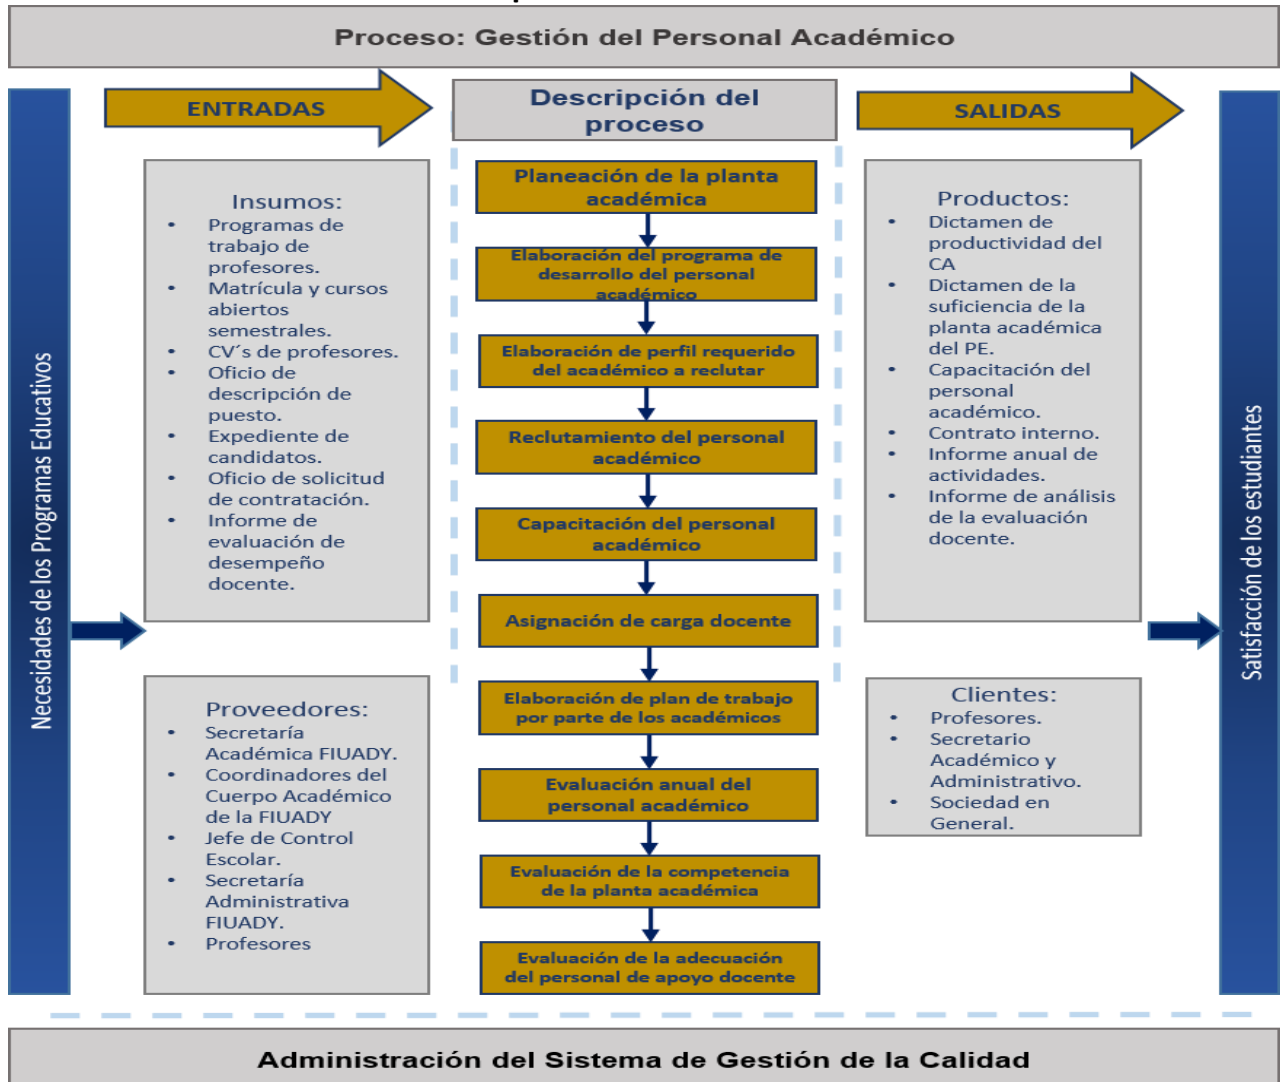 Proceso: Gestión del Personal Académico
Necesidades de los Programas Educativos
ENTRADAS
Insumos:
• Programas de
trabajo de
profesores.
• Matrícula y cursos
abiertos
semestrales.
• CV´s de profesores.
• Oficio de
descripción de
puesto.
• Expediente de
candidatos.
• Oficio de solicitud
de contratación.
• Informe de
evaluación de
desempeño
docente.
Proveedores:
• Secretaría
Académica FIUADY.
• Coordinadores del
Cuerpo Académico
de la FIUADY
• Jefe de Control
Escolar.
• Secretaría
Administrativa
FIUADY.
• Profesores
Descripción del
proceso
Planeación de la planta
académica
Elaboración del programa de
desarrollo del personal
académico
Elaboración de perfil requerido
del académico a reclutar
Reclutamiento del personal
académico
Capacitación del personal
académico
Asignación de carga docente
Elaboración de plan de trabajo
por parte de los académicos
Evaluación anual del
personal académico
Evaluación de la competencia
de la planta académica
Evaluación de la adecuación
del personal de apoyo docente
SALIDAS
Productos:
• Dictamen de
productividad del
CA
• Dictamen de la
suficiencia de la
planta académica
del PE.
• Capacitación del
personal
académico.
• Contrato interno.
• Informe anual de
actividades.
• Informe de análisis
de la evaluación
docente.
Clientes:
• Profesores.
• Secretario
Académico y
Administrativo.
• Sociedad en
General.
Satisfacción de los estudiantes
Administración del Sistema de Gestión de la Calidad